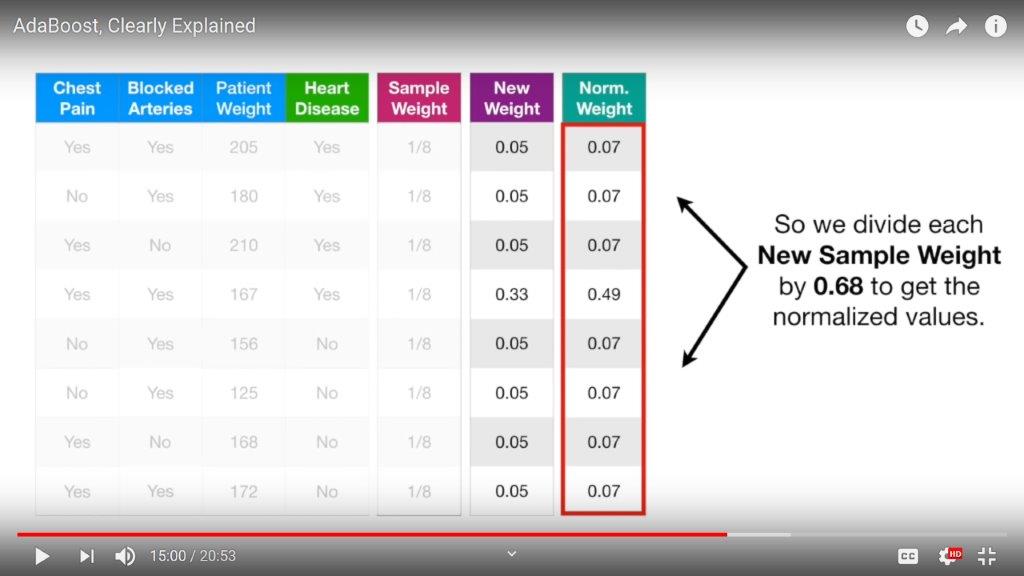 AdaBoost, Clearly Explained
Chest Pain Blocked Arteries Patient Weight Heart Disease Sample Weight New Weight Norm. Weight
Yes Yes 205 Yes 1/8 0.05 0.07
No Yes 180 Yes 1/8 0.05 0.07
Yes No 210 Yes 1/8 0.05 0.07
Yes Yes 167 Yes 1/8 0.33 0.49
No Yes 156 No 1/8 0.05 0.07
No Yes 125 No 1/8 0.05 0.07
Yes No 168 No 1/8 0.05 0.07
Yes Yes 172 No 1/8 0.05 0.07
So we divide each
New Sample Weight
by 0.68 to get the
normalized values.
15:00 / 20:53
CC
HD